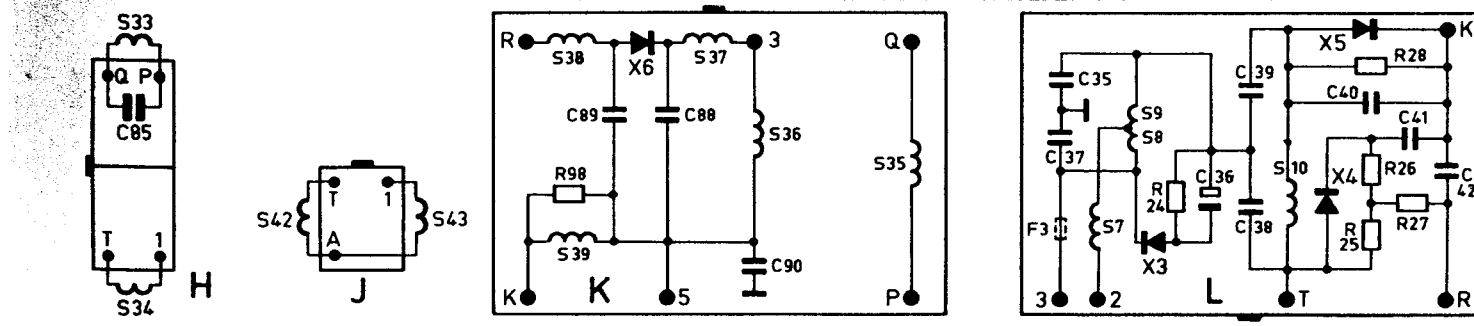 S33
Q P
C85
T 1
S34
H
S42
T 1
A
S43
J
R
S38
X6
S37
3
C89
C88
S36
R98
S39
C90
K
K
5
Q
S35
P
C35
C37
S9
S8
F3
S7
R
24
C36
X3
C39
C38
S10
X5
K
R28
C40
C41
X4
R26
R
25
R27
C
42
3
2
L
T
R